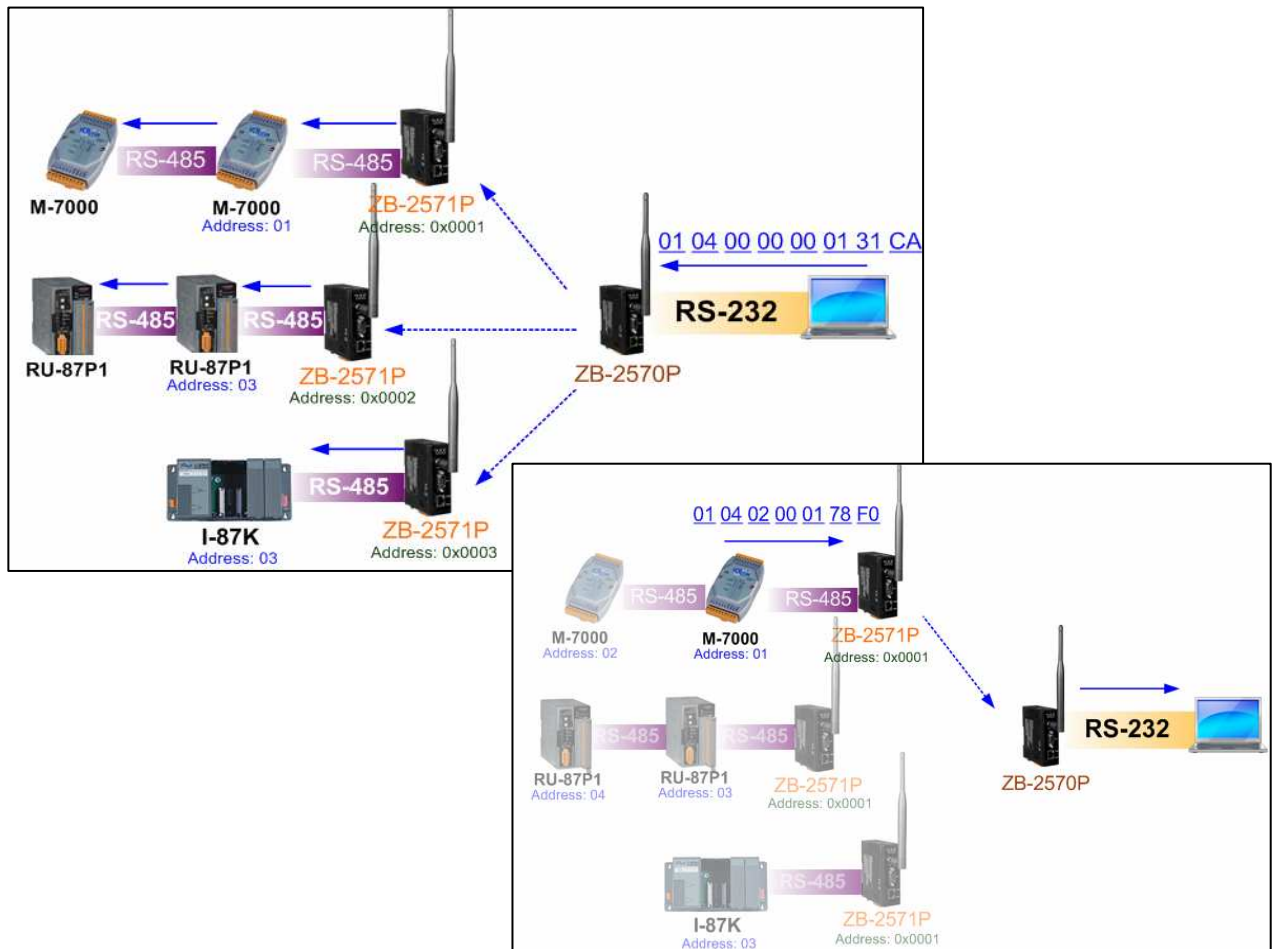 RS-485
RS-485
M-7000
M-7000
Address: 01
ZB-2571P
Address: 0x0001
01 04 00 00 00 01 31 CA
RS-485
RS-485
RS-232
RU-87P1
RU-87P1
Address: 03
ZB-2571P
Address: 0x0002
ZB-2570P
RS-485
I-87K
Address: 03
ZB-2571P
Address: 0x0003
01 04 02 00 01 78 F0
RS-485
RS-485
M-7000
Address: 02
M-7000
Address: 01
ZB-2571P
Address: 0x0001
RS-485
RS-485
RS-232
RU-87P1
Address: 04
RU-87P1
Address: 03
ZB-2571P
Address: 0x0001
ZB-2570P
RS-485
I-87K
Address: 03
ZB-2571P
Address: 0x0001